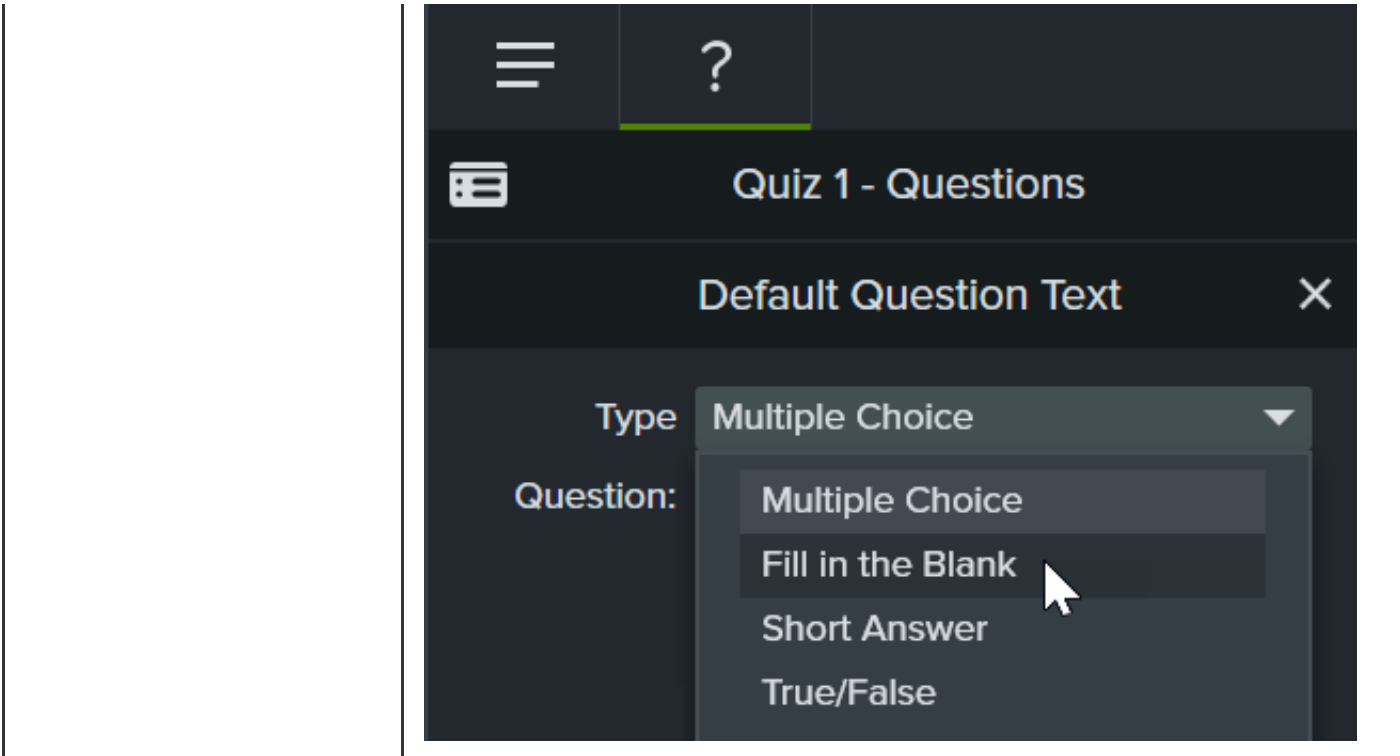 ?
Quiz 1 - Questions
Default Question Text
Type Multiple Choice
Question:
Multiple Choice
Fill in the Blank
Short Answer
True/False